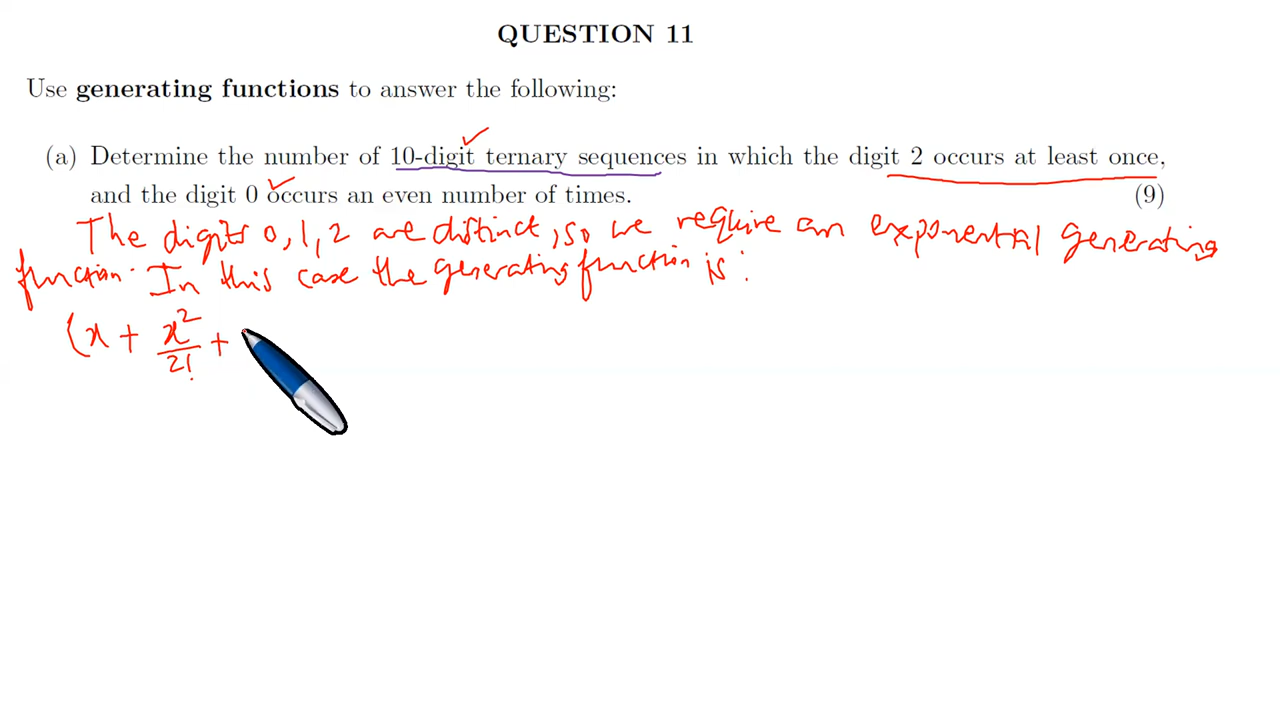 QUESTION 11
Use generating functions to answer the following:
(a) Determine the number of 10-digit ternary sequences in which the digit 2 occurs at least once,
and the digit 0 occurs an even number of times. (9)
The digits 0, 1, 2 are distinct, so we require an exponential generating
function. In this case the generating function is:
(x + x²/2! +